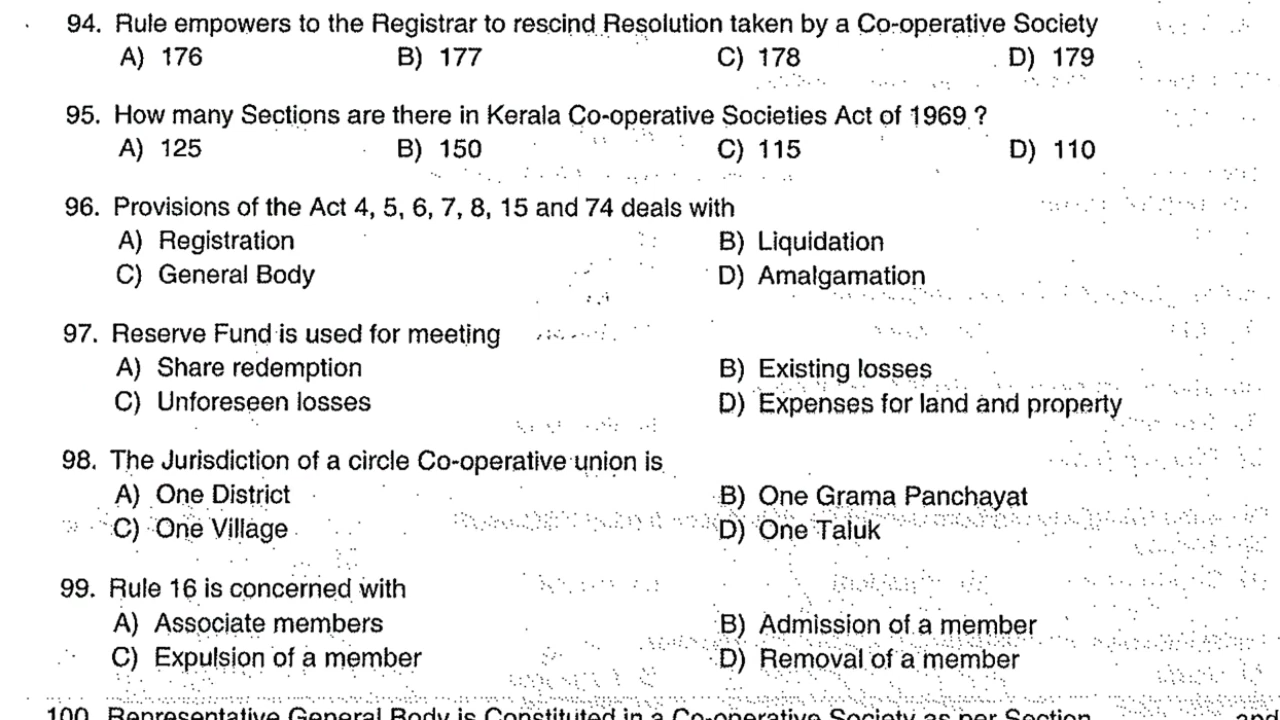 94. Rule empowers to the Registrar to rescind Resolution taken by a Co-operative Society
A) 176 B) 177 C) 178 D) 179
95. How many Sections are there in Kerala Co-operative Societies Act of 1969 ?
A) 125 B) 150 C) 115 D) 110
96. Provisions of the Act 4, 5, 6, 7, 8, 15 and 74 deals with
A) Registration B) Liquidation
C) General Body D) Amalgamation
97. Reserve Fund is used for meeting
A) Share redemption B) Existing losses
C) Unforeseen losses D) Expenses for land and property
98. The Jurisdiction of a circle Co-operative union is
A) One District B) One Grama Panchayat
C) One Village D) One Taluk
99. Rule 16 is concerned with
A) Associate members B) Admission of a member
C) Expulsion of a member D) Removal of a member
100. Representative General Body is Constituted in a Co-operative Society as per Section